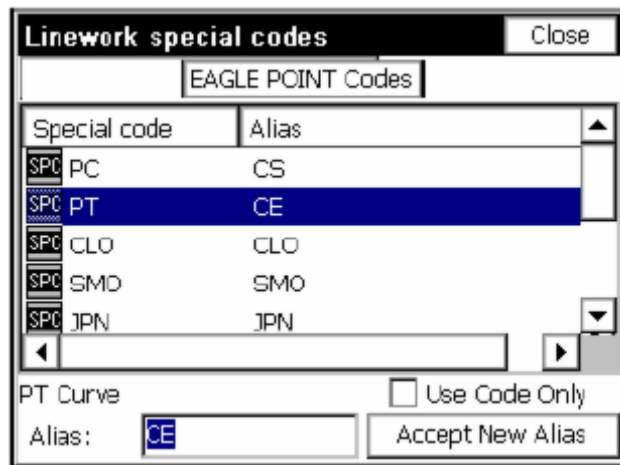 Linework special codes Close
EAGLE POINT Codes
Special code Alias
SPC PC CS
SPC PT CE
SPC CLO CLO
SPC SMO SMO
SPC JPN JPN
PT Curve Use Code Only
Alias: CE Accept New Alias